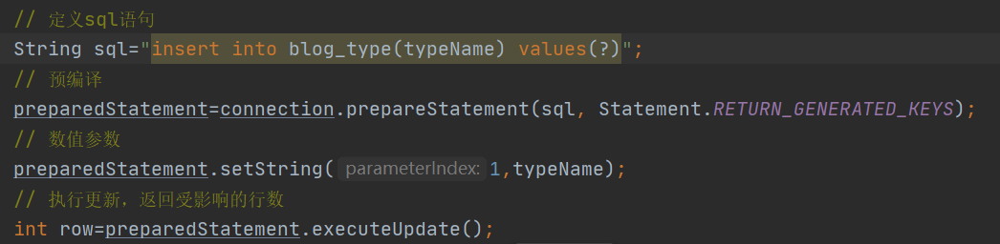 // 定义sql语句
String sql="insert into blog_type(typeName) values(?)";
// 预编译
preparedStatement=connection.prepareStatement(sql, Statement.RETURN_GENERATED_KEYS);
// 数值参数
preparedStatement.setString( parameterIndex: 1,typeName);
// 执行更新，返回受影响的行数
int row=preparedStatement.executeUpdate();